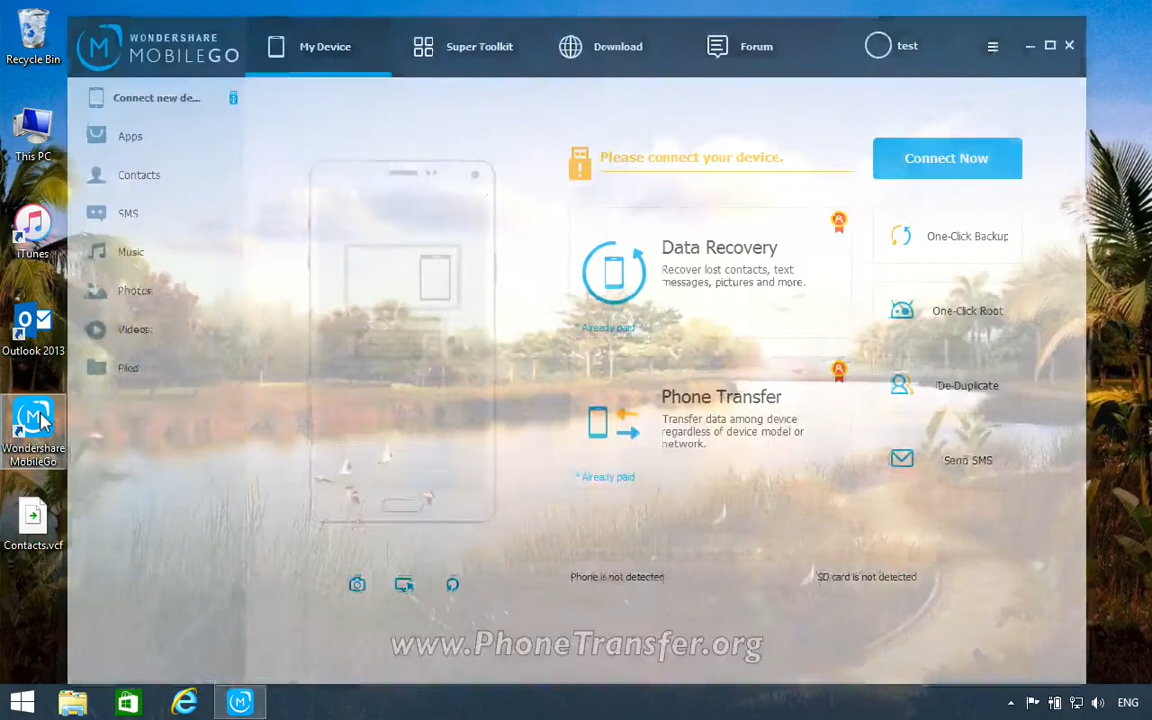 Recycle Bin
This PC
iTunes
Outlook 2013
Wondershare
MobileGo
Contacts.vcf
WONDERSHARE
MOBILEGO
My Device
Super Toolkit
Download
Forum
test
Connect new de...
Apps
Contacts
SMS
Music
Photos
Videos
Files
Please connect your device.
Connect Now
Data Recovery
Recover lost contacts, text
messages, pictures and more.
* Already paid
Phone Transfer
Transfer data among device
regardless of device model or
network.
* Already paid
One-Click Backup
One-Click Root
De-Duplicate
Send SMS
Phone is not detected
SD card is not detected
www.PhoneTransfer.org
ENG